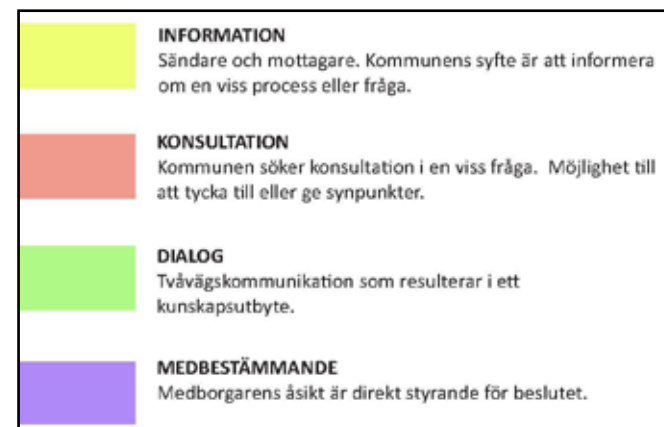 INFORMATION
Sändare och mottagare. Kommunens syfte är att informera
om en viss process eller fråga.
KONSULTATION
Kommunen söker konsultation i en viss fråga.  Möjlighet till
att tycka till eller ge synpunkter.
DIALOG
Tvåvägskommunikation som resulterar i ett
kunskapsutbyte.
MEDBESTÄMMANDE
Medborgarens åsikt är direkt styrande för beslutet.